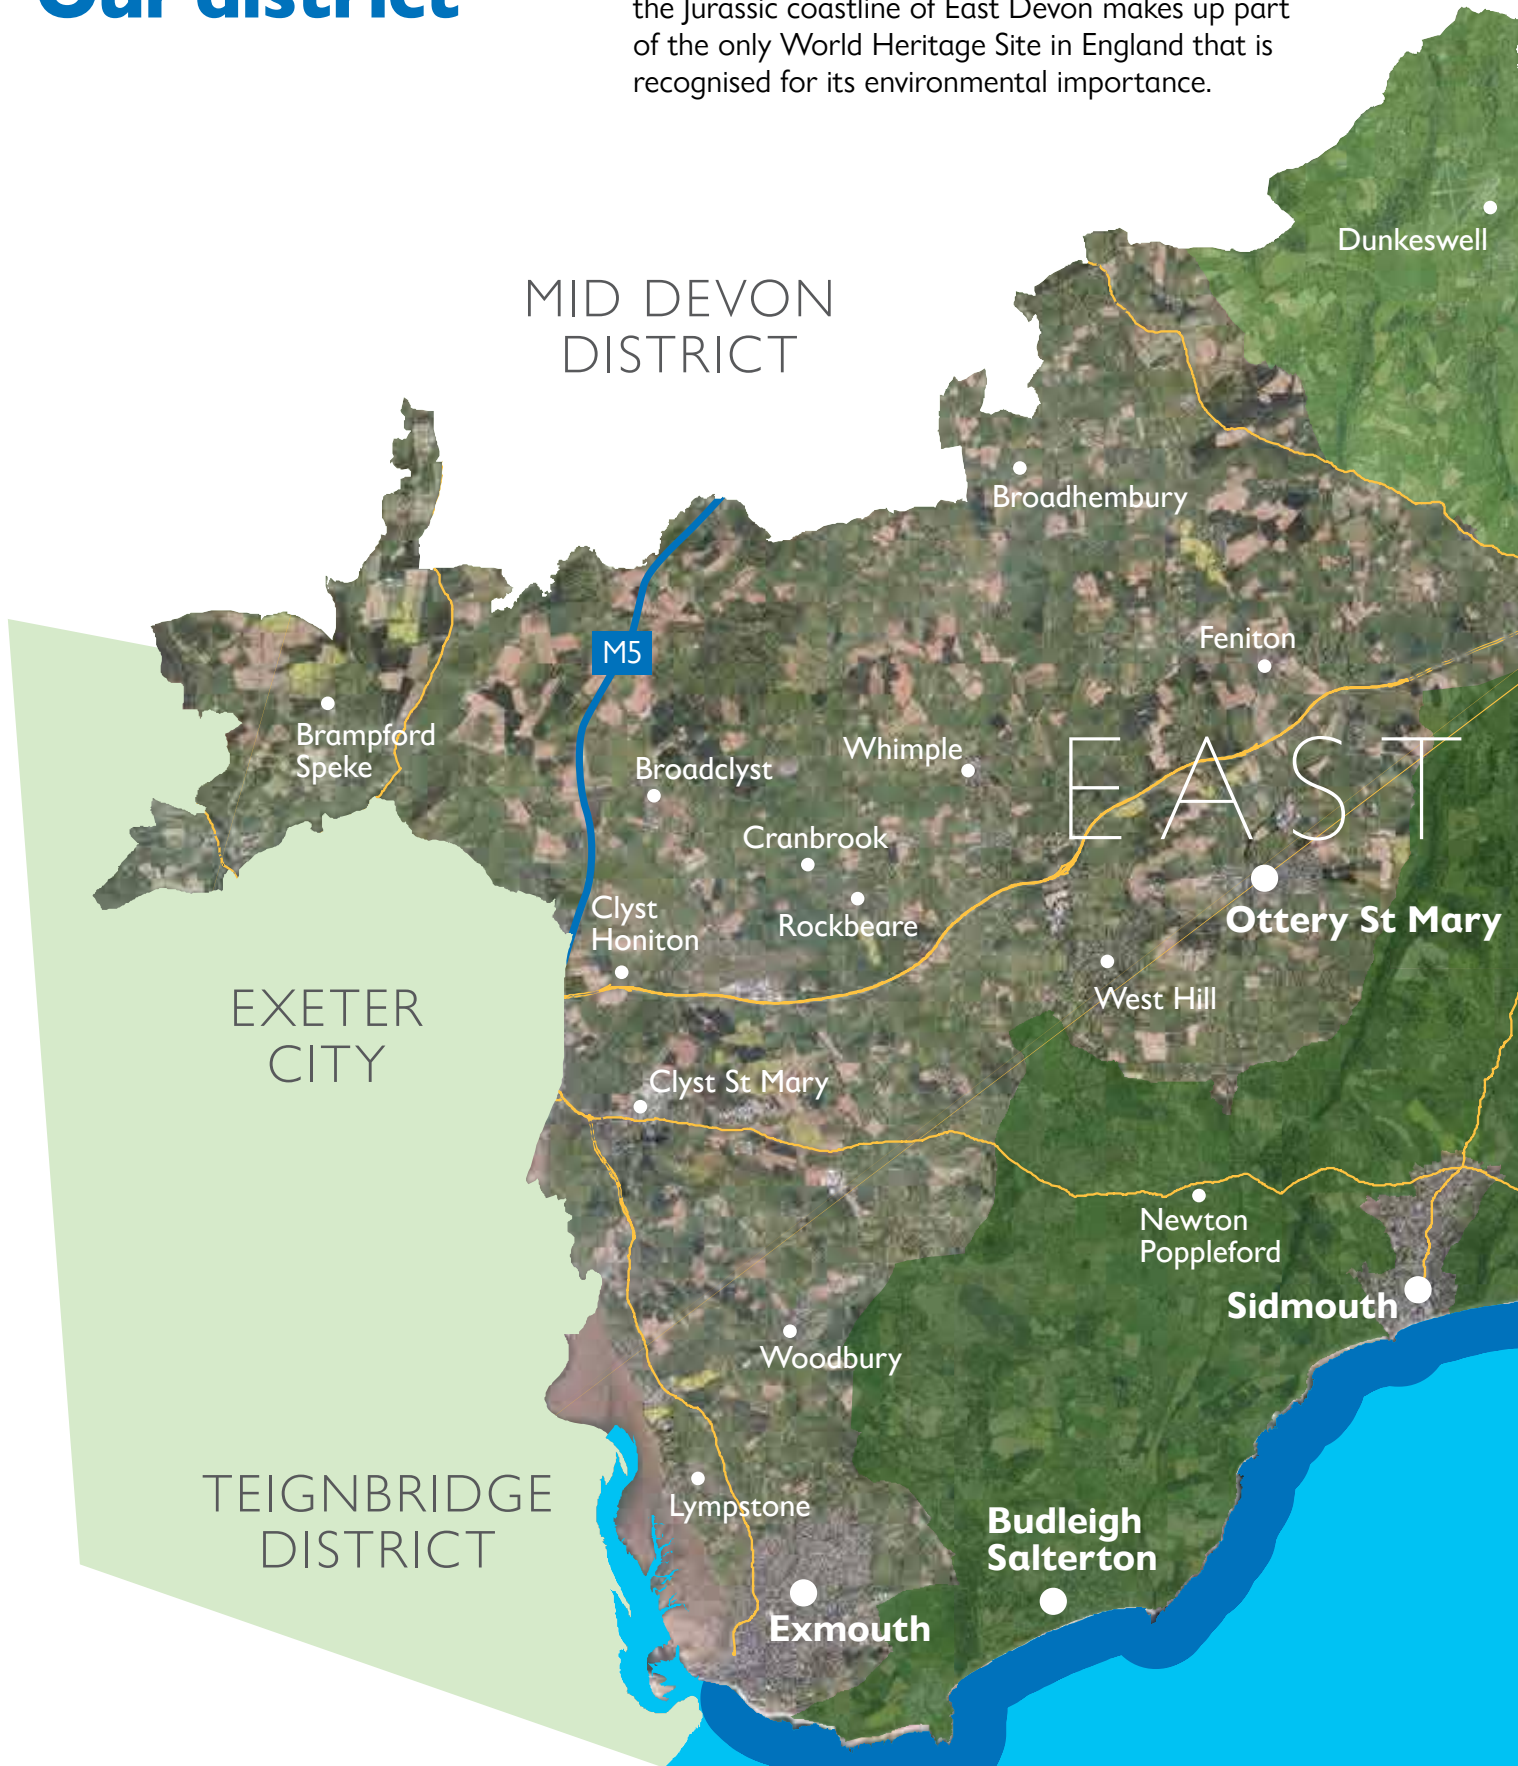 Our district
the Jurassic coastline of East Devon makes up part
of the only World Heritage Site in England that is
recognised for its environmental importance.
Dunkeswell
MID DEVON
DISTRICT
Broadhembury
Feniton
M5
Brampford
Speke
Broadclyst
Whimple
EAST
Cranbrook
Rockbeare
Clyst
Honiton
Ottery St Mary
West Hill
EXETER
CITY
Clyst St Mary
Newton
Poppleford
Sidmouth
Woodbury
TEIGNBRIDGE
DISTRICT
Lympstone
Budleigh
Salterton
Exmouth